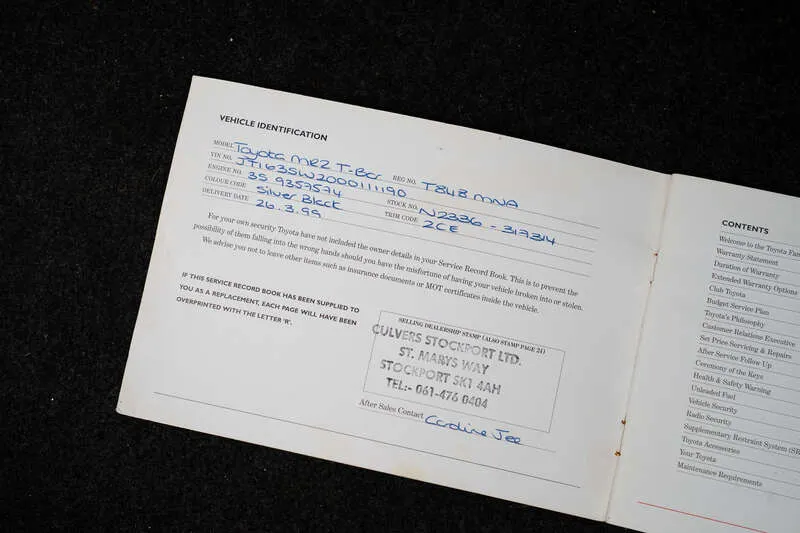 VEHICLE IDENTIFICATION
MODEL Toyota MR2 T-Bar REG NO. T848 MNA
VIN NO. JT163SW2000111190
ENGINE NO. 3S 9357574 STOCK NO. N2336 - 317314
COLOUR CODE Silver Black TRIM CODE 2CE
DELIVERY DATE 26.3.99
For your own security Toyota have not included the owner details in your Service Record Book. This is to prevent the
possibility of them falling into the wrong hands should you have the misfortune of having your vehicle broken into or stolen.
We advise you not to leave other items such as insurance documents or MOT certificates inside the vehicle.
IF THIS SERVICE RECORD BOOK HAS BEEN SUPPLIED TO
YOU AS A REPLACEMENT, EACH PAGE WILL HAVE BEEN
OVERPRINTED WITH THE LETTER 'R'.
SELLING DEALERSHIP STAMP (ALSO STAMP PAGE 21)
CULVERS STOCKPORT LTD.
ST. MARYS WAY
STOCKPORT SK1 4AH
TEL:- 061-476 0404
After Sales Contact Caroline Jee
CONTENTS
Welcome to the Toyota Fam
Warranty Statement
Duration of Warranty
Extended Warranty Options
Club Toyota
Budget Service Plan
Toyota's Philosophy
Customer Relations Executive
Set Price Servicing & Repairs
After Service Follow Up
Ceremony of the Keys
Health & Safety Warning
Unleaded Fuel
Vehicle Security
Radio Security
Supplementary Restraint System (SR
Toyota Accessories
Your Toyota
Maintenance Requirements